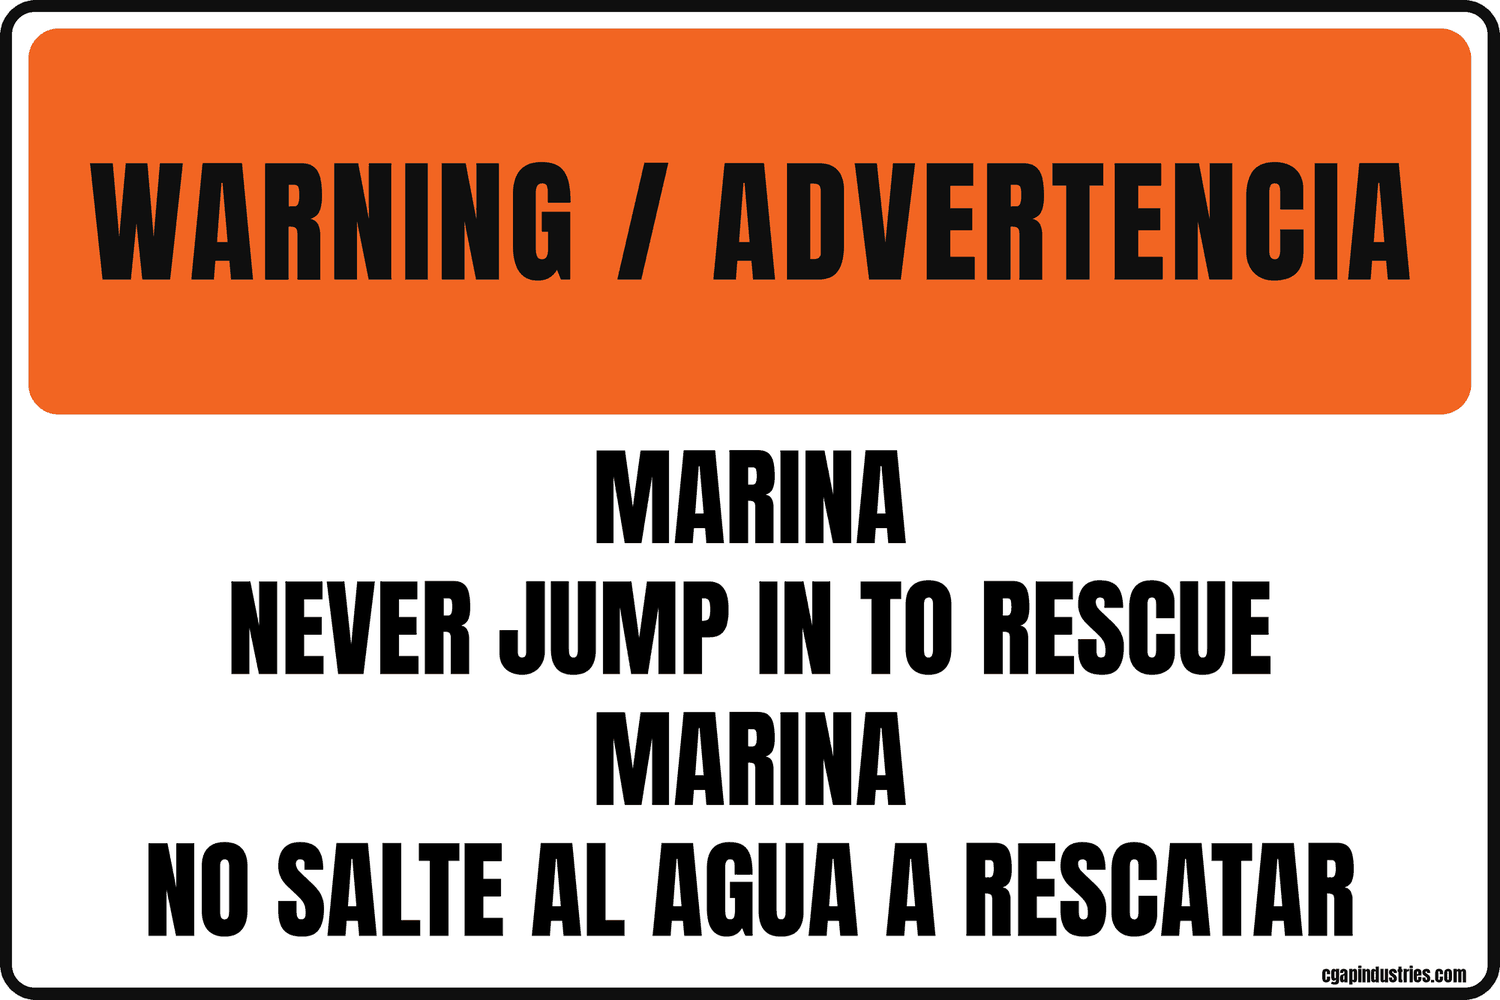 WARNING / ADVERTENCIA
MARINA
NEVER JUMP IN TO RESCUE
MARINA
NO SALTE AL AGUA A RESCATAR
cgapindustries.com